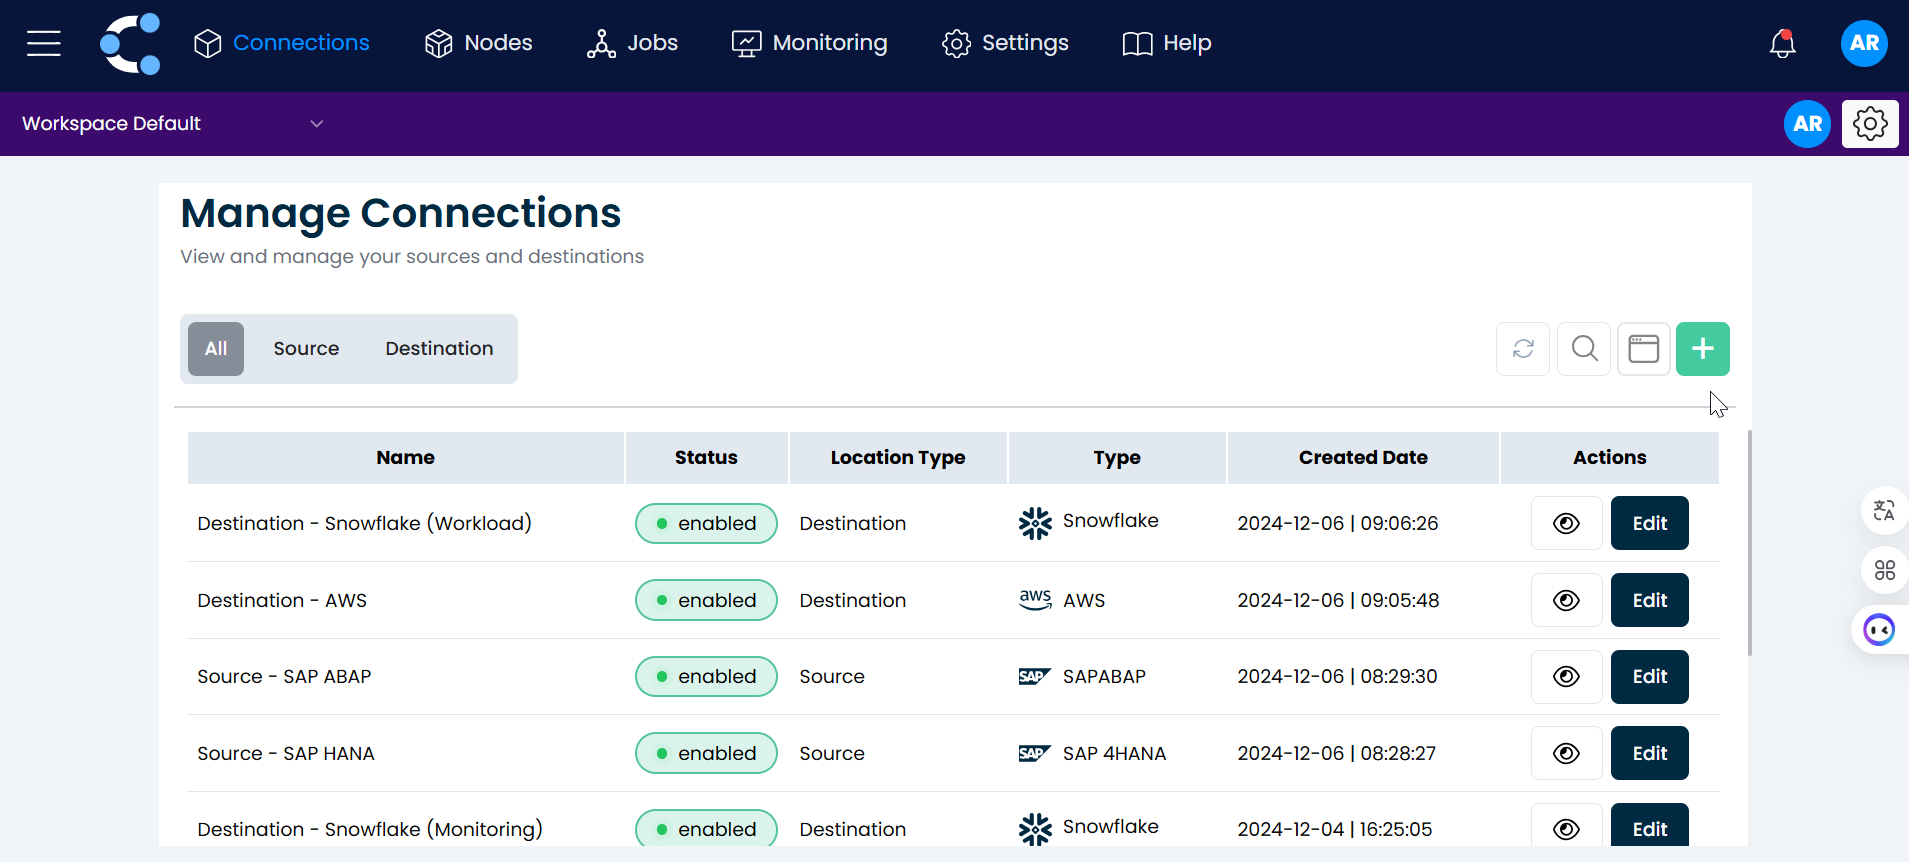 Connections
Nodes
Jobs
Monitoring
Settings
Help
AR
Workspace Default
AR
Manage Connections
View and manage your sources and destinations
All
Source
Destination
Name Status Location Type Type Created Date Actions
Destination - Snowflake (Workload) enabled Destination Snowflake 2024-12-06 | 09:06:26 Edit
Destination - AWS enabled Destination aws AWS 2024-12-06 | 09:05:48 Edit
Source - SAP ABAP enabled Source SAP SAPABAP 2024-12-06 | 08:29:30 Edit
Source - SAP HANA enabled Source SAP SAP 4HANA 2024-12-06 | 08:28:27 Edit
Destination - Snowflake (Monitoring) enabled Destination Snowflake 2024-12-04 | 16:25:05 Edit